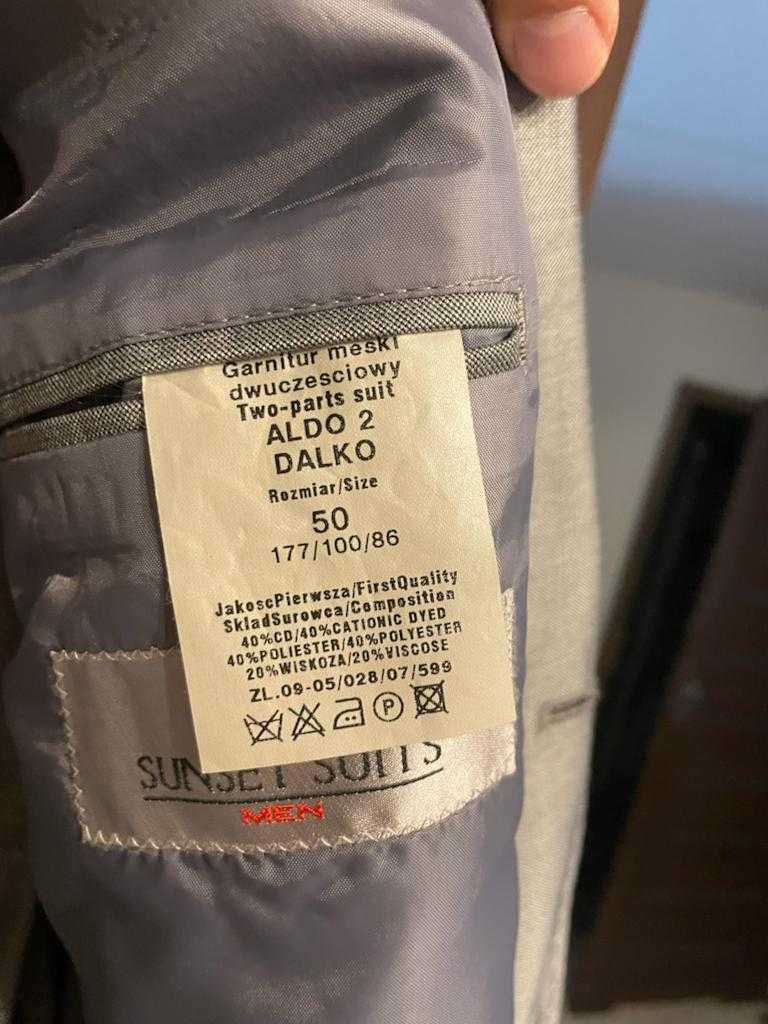 Garnitur meski
dwuczesciowy
Two-parts suit
ALDO 2
DALKO
Rozmiar/Size
50
177/100/86
JakoscPierwsza/FirstQuality
SkladSurowca/Composition
40%CD/40%CATIONIC DYED
40%POLIESTER/40%POLYESTER
20%WISKOZA/20%VISCOSE
ZL.09-05/028/07/599
P
SUNSET SUITS
MEN